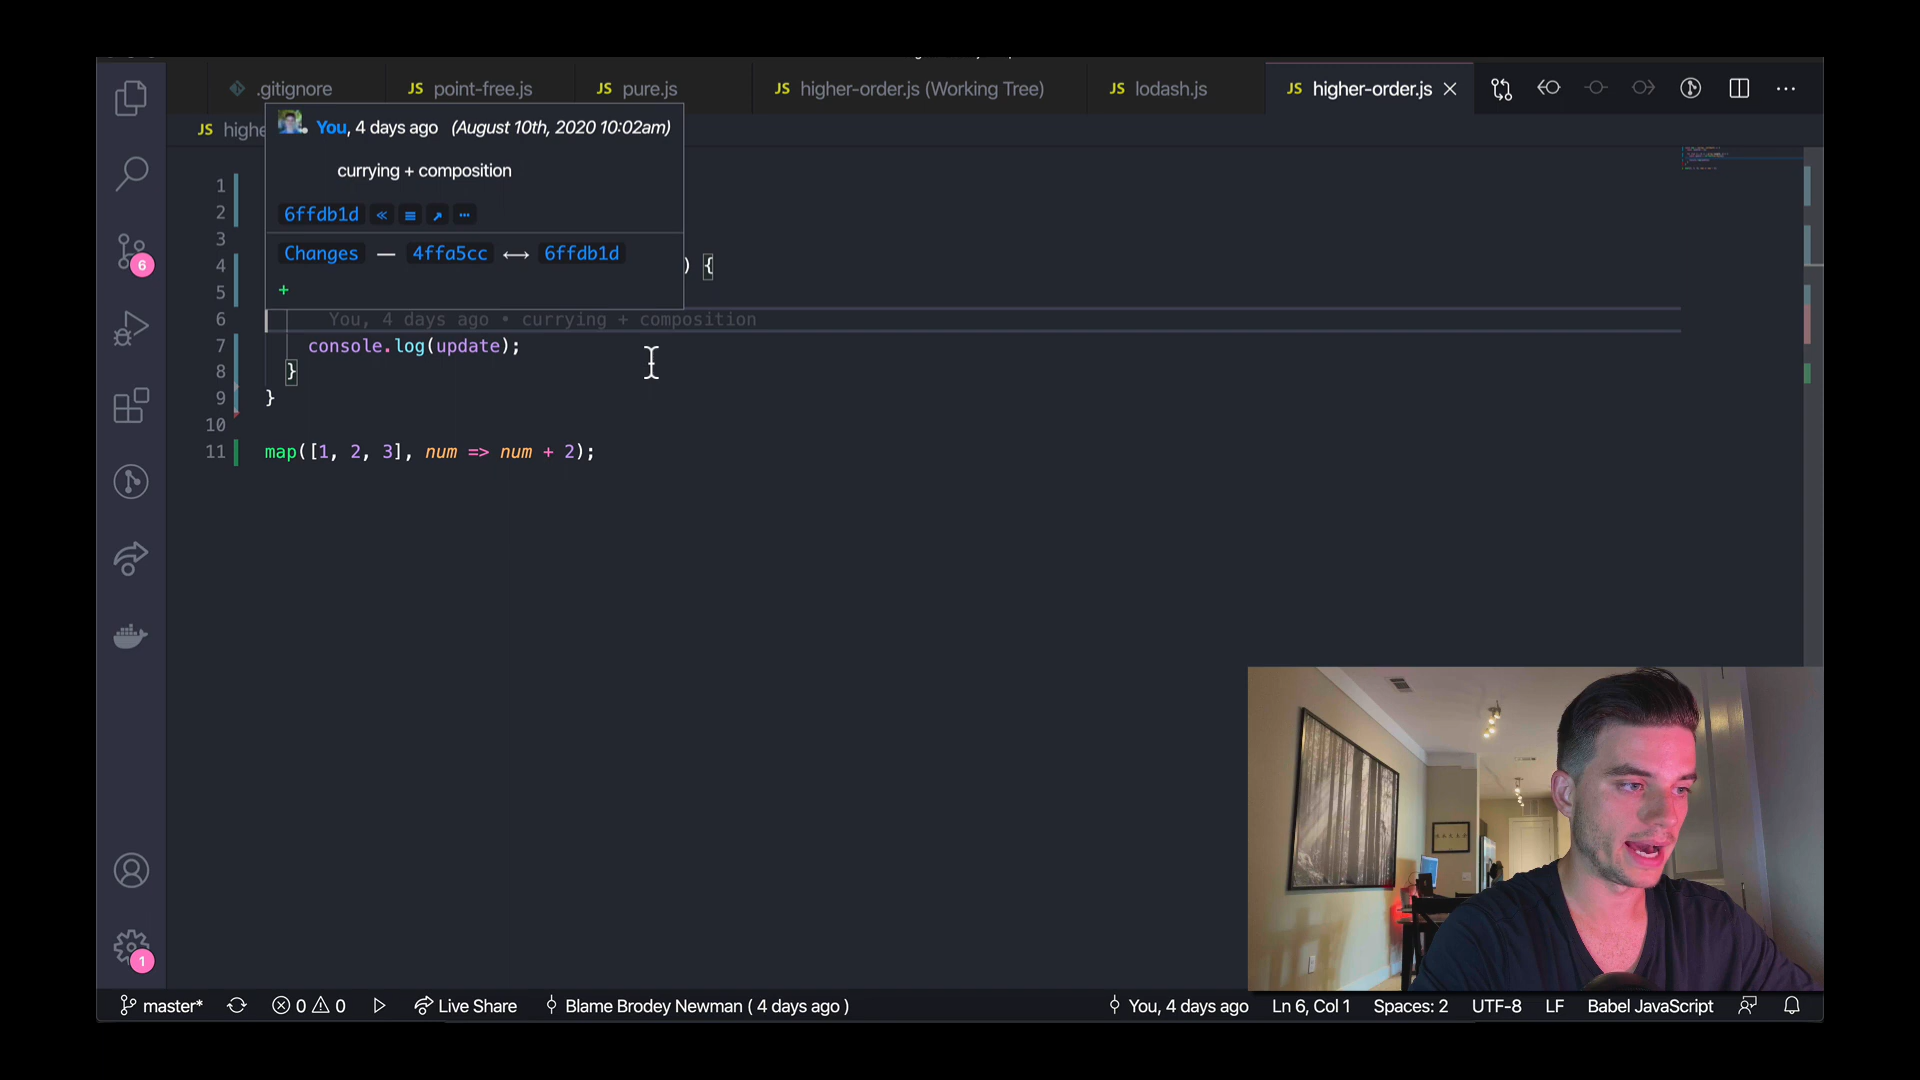 .gitignore
JS point-free.js
JS pure.js
JS higher-order.js (Working Tree)
JS lodash.js
JS higher-order.js
JS highe
You, 4 days ago (August 10th, 2020 10:02am)
currying + composition
6ffdb1d
Changes — 4ffa5cc ⟷ 6ffdb1d
+
1
2
3
4 ) {
5
6 You, 4 days ago • currying + composition
7 console.log(update);
8 }
9 }
10
11 map([1, 2, 3], num => num + 2);
6
1
master* 0 0 Live Share Blame Brodey Newman ( 4 days ago ) You, 4 days ago Ln 6, Col 1 Spaces: 2 UTF-8 LF Babel JavaScript